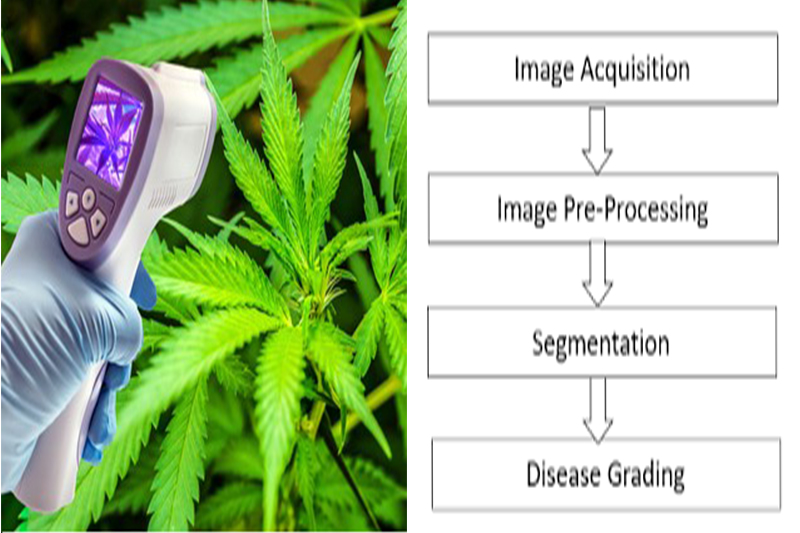 Image Acquisition
Image Pre-Processing
Segmentation
Disease Grading